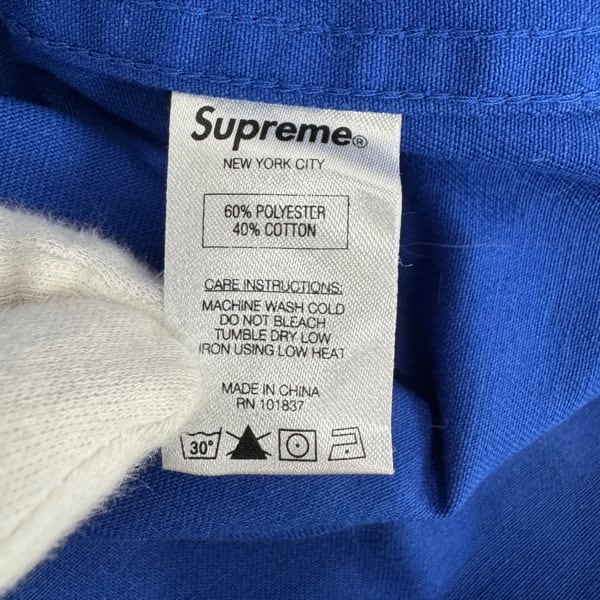 Supreme®
NEW YORK CITY
60% POLYESTER
40% COTTON
CARE INSTRUCTIONS:
MACHINE WASH COLD
DO NOT BLEACH
TUMBLE DRY LOW
IRON USING LOW HEAT
MADE IN CHINA
RN 101837
30°